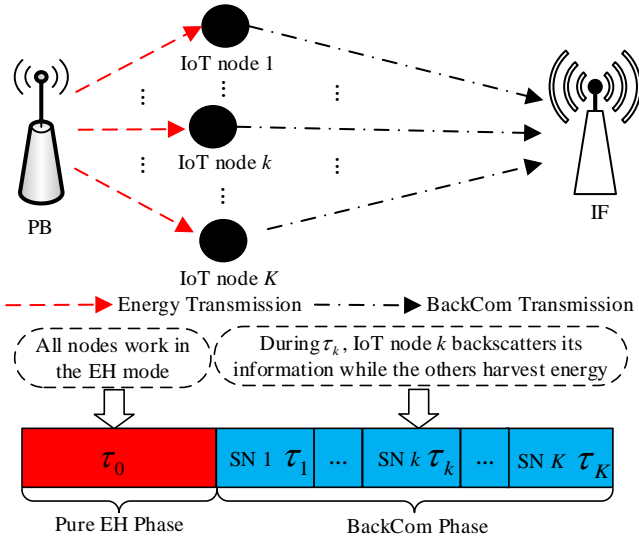 IoT node 1
...
...
...
IoT node k
...
...
...
IoT node K
PB
IF
Energy Transmission
BackCom Transmission
All nodes work in
the EH mode
During τk, IoT node k backscatters its
information while the others harvest energy
τ0
SN 1 τ1
...
SN k τk
...
SN K τK
Pure EH Phase
BackCom Phase